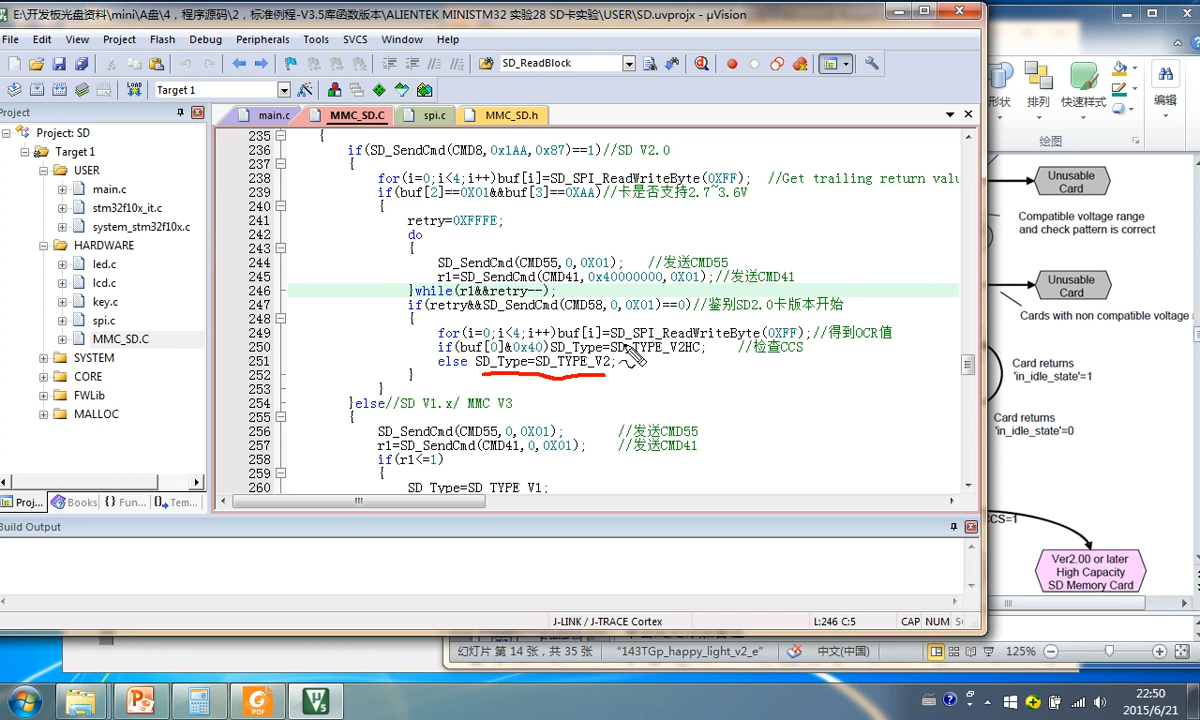 E:\开发板光盘资料\mini\A盘\4，程序源码\2，标准例程-V3.5库函数版本\ALIENTEK MINISTM32 实验28 SD卡实验\USER\SD.uvprojx - µVision
File Edit View Project Flash Debug Peripherals Tools SVCS Window Help
SD_ReadBlock
LOAD
Target 1
Project
main.c MMC_SD.C spi.c MMC_SD.h
Project: SD
Target 1
USER
main.c
stm32f10x_it.c
system_stm32f10x.c
HARDWARE
led.c
lcd.c
key.c
spi.c
MMC_SD.C
SYSTEM
CORE
FWLib
MALLOC
Proj... Books {} Fun... Tem...
235 {
236 if(SD_SendCmd(CMD8,0x1AA,0x87)==1)//SD V2.0
237 {
238 for(i=0;i<4;i++)buf[i]=SD_SPI_ReadWriteByte(0XFF); //Get trailing return valu
239 if(buf[2]==0X01&&buf[3]==0XAA)//卡是否支持2.7~3.6V
240 {
241 retry=0XFFFE;
242 do
243 {
244 SD_SendCmd(CMD55,0,0X01); //发送CMD55
245 r1=SD_SendCmd(CMD41,0x40000000,0X01);//发送CMD41
246 }while(r1&&retry--);
247 if(retry&&SD_SendCmd(CMD58,0,0X01)==0)//鉴别SD2.0卡版本开始
248 {
249 for(i=0;i<4;i++)buf[i]=SD_SPI_ReadWriteByte(0XFF);//得到OCR值
250 if(buf[0]&0x40)SD_Type=SD_TYPE_V2HC; //检查CCS
251 else SD_Type=SD_TYPE_V2;
252 }
253 }
254 }else//SD V1.x/ MMC V3
255 {
256 SD_SendCmd(CMD55,0,0X01); //发送CMD55
257 r1=SD_SendCmd(CMD41,0,0X01); //发送CMD41
258 if(r1<=1)
259 {
260 SD_Type=SD_TYPE_V1;
Build Output
J-LINK / J-TRACE Cortex L:246 C:5 CAP NUM
形状 排列 快速样式 编辑
绘图
Unusable
Card
Compatible voltage range
and check pattern is correct
Unusable
Card
Cards with non compatible voltage r
Card returns
'in_idle_state'=1
Card returns
'in_idle_state'=0
CCS=1
Ver2.00 or later
High Capacity
SD Memory Card
幻灯片 第 14 张，共 35 张 "143TGp_happy_light_v2_e" 中文(中国) 125%
22:50
2015/6/21